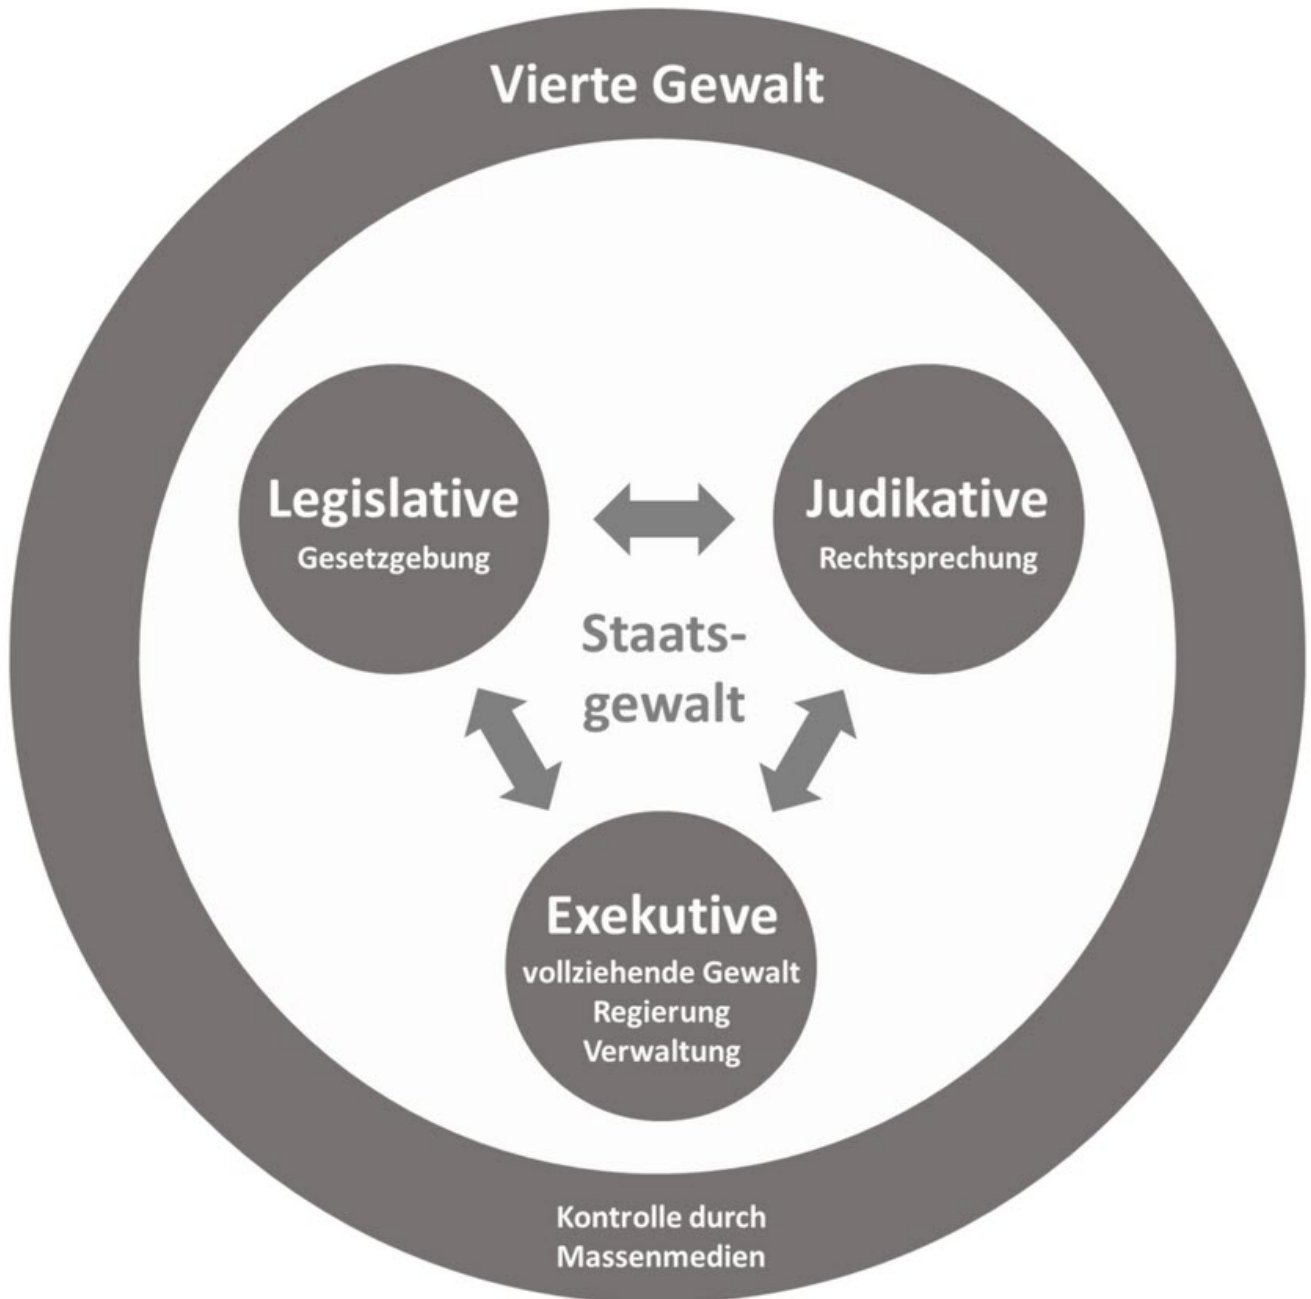 Vierte Gewalt
Legislative
Gesetzgebung
Judikative
Rechtsprechung
Staats-
gewalt
Exekutive
vollziehende Gewalt
Regierung
Verwaltung
Kontrolle durch
Massenmedien